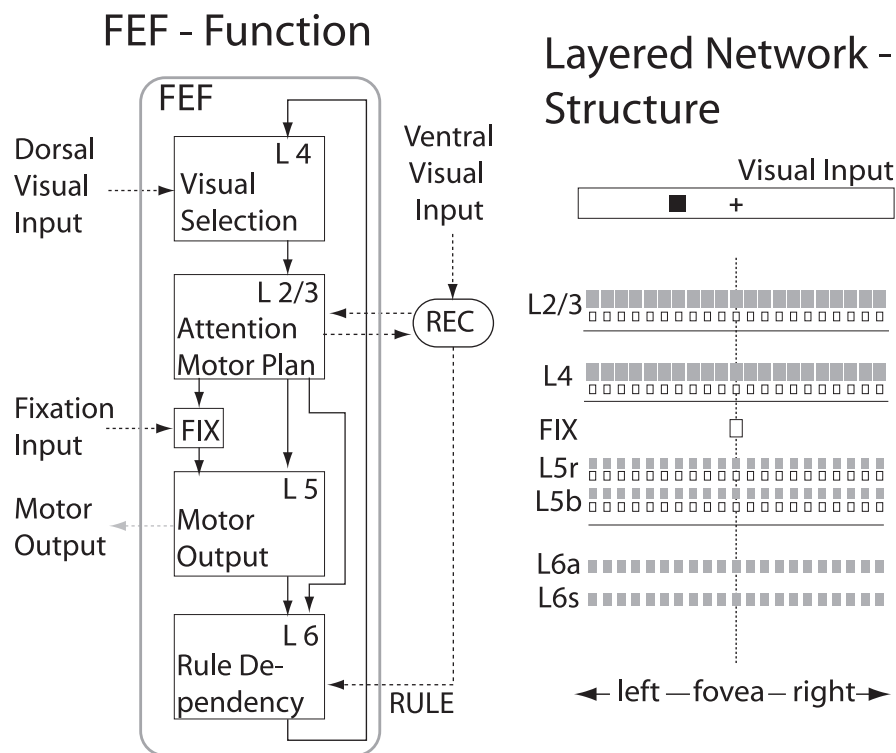 FEF - Function
FEF
Dorsal
Visual
Input
L 4
Visual
Selection
Ventral
Visual
Input
L 2/3
Attention
Motor Plan
REC
Fixation
Input
FIX
L 5
Motor
Output
Motor
Output
L 6
Rule De-
pendency
RULE
Layered Network -
Structure
Visual Input
+
L2/3
L4
FIX
L5r
L5b
L6a
L6s
left — fovea — right